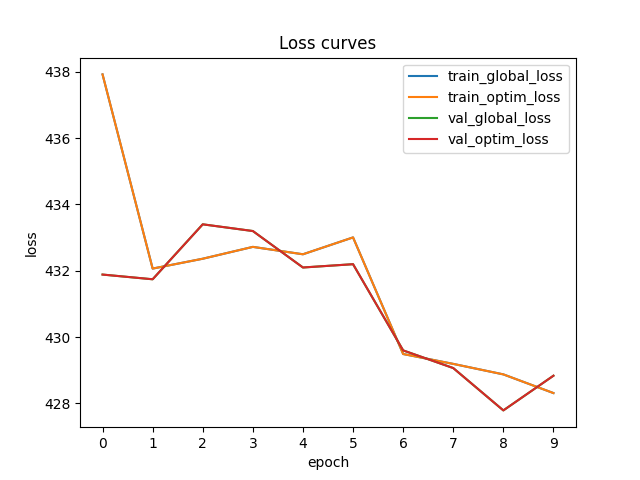 Loss curves
train_global_loss
train_optim_loss
val_global_loss
val_optim_loss
loss
438
436
434
432
430
428
0 1 2 3 4 5 6 7 8 9
epoch